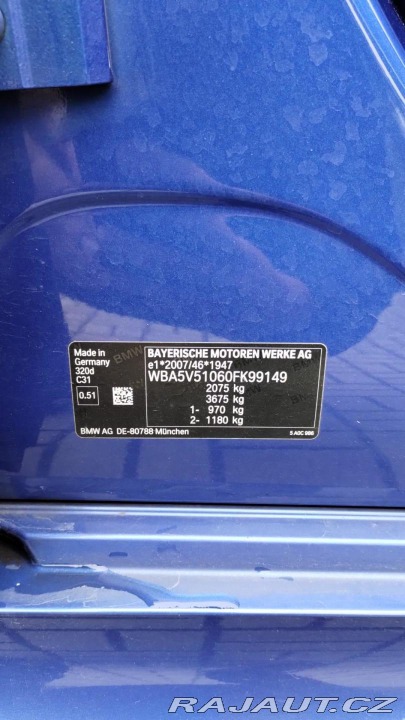 Made in
Germany
320d
C31
0.51
BAYERISCHE MOTOREN WERKE AG
e1*2007/46*1947
WBA5V51060FK99149
2075 kg
3675 kg
1- 970 kg
2- 1180 kg
BMW AG DE-80788 München
RAJAUT.CZ